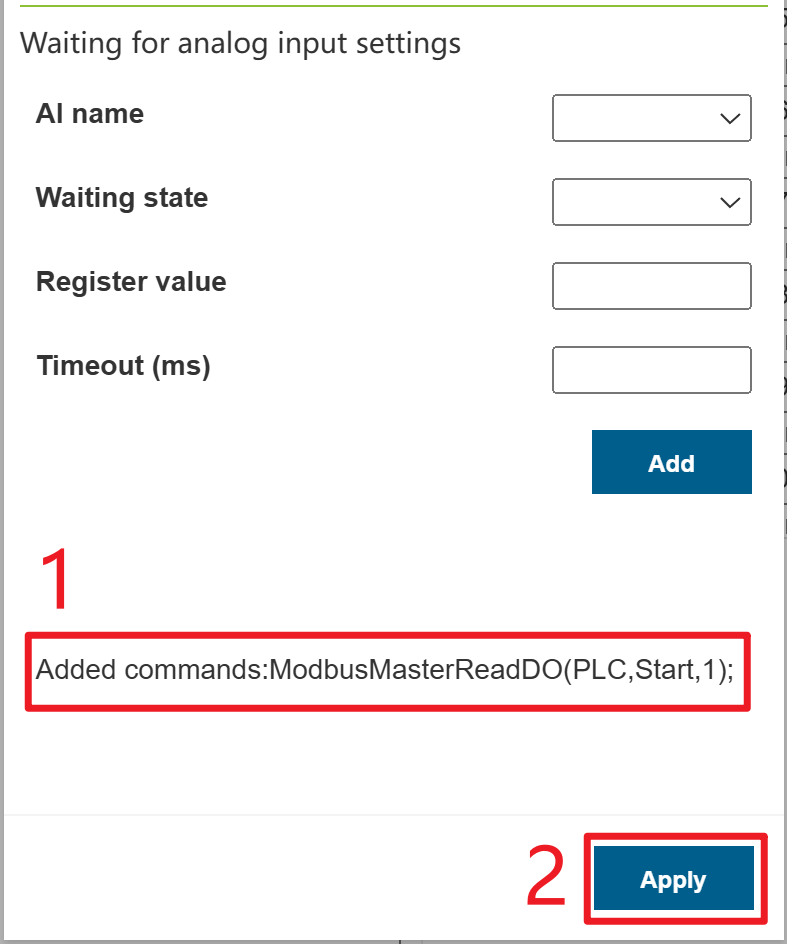 Waiting for analog input settings
AI name
Waiting state
Register value
Timeout (ms)
Add
1
Added commands:ModbusMasterReadDO(PLC,Start,1);
2
Apply